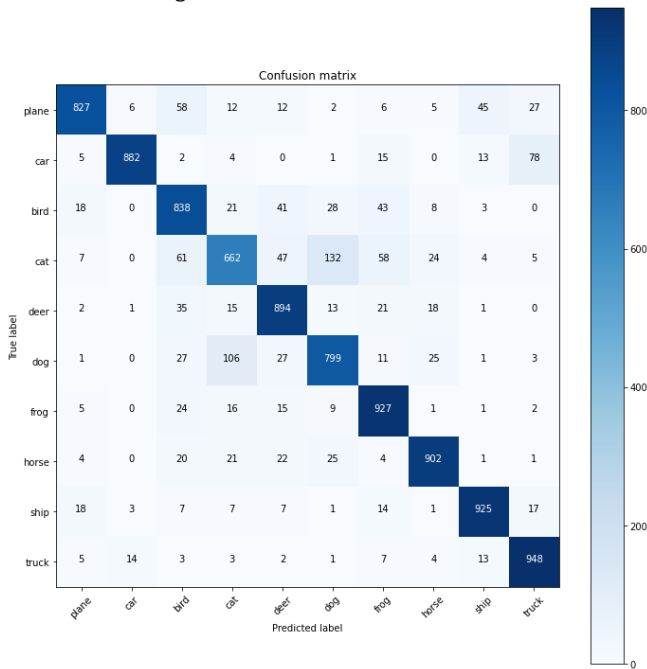 Confusion matrix
True label
plane 827 6 58 12 12 2 6 5 45 27
car 5 882 2 4 0 1 15 0 13 78
bird 18 0 838 21 41 28 43 8 3 0
cat 7 0 61 662 47 132 58 24 4 5
deer 2 1 35 15 894 13 21 18 1 0
dog 1 0 27 106 27 799 11 25 1 3
frog 5 0 24 16 15 9 927 1 1 2
horse 4 0 20 21 22 25 4 902 1 1
ship 18 3 7 7 7 1 14 1 925 17
truck 5 14 3 3 2 1 7 4 13 948
plane car bird cat deer dog frog horse ship truck
Predicted label
800
600
400
200
0